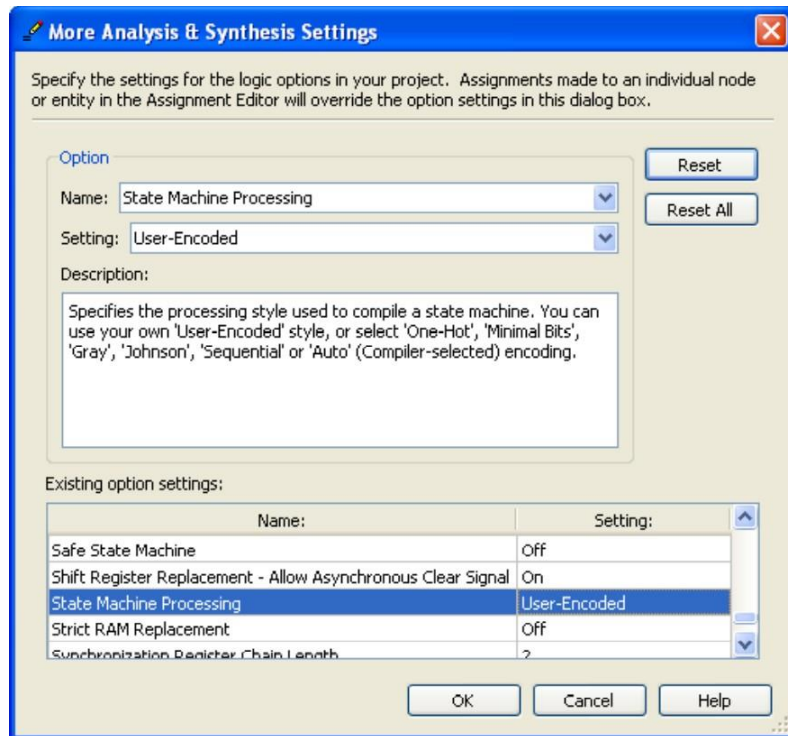 More Analysis & Synthesis Settings
Specify the settings for the logic options in your project. Assignments made to an individual node
or entity in the Assignment Editor will override the option settings in this dialog box.
Option
Name: State Machine Processing
Reset
Reset All
Setting: User-Encoded
Description:
Specifies the processing style used to compile a state machine. You can
use your own 'User-Encoded' style, or select 'One-Hot', 'Minimal Bits',
'Gray', 'Johnson', 'Sequential' or 'Auto' (Compiler-selected) encoding.
Existing option settings:
Name: Setting:
Safe State Machine Off
Shift Register Replacement - Allow Asynchronous Clear Signal On
State Machine Processing User-Encoded
Strict RAM Replacement Off
Synchronization Register Chain Length 2
OK Cancel Help